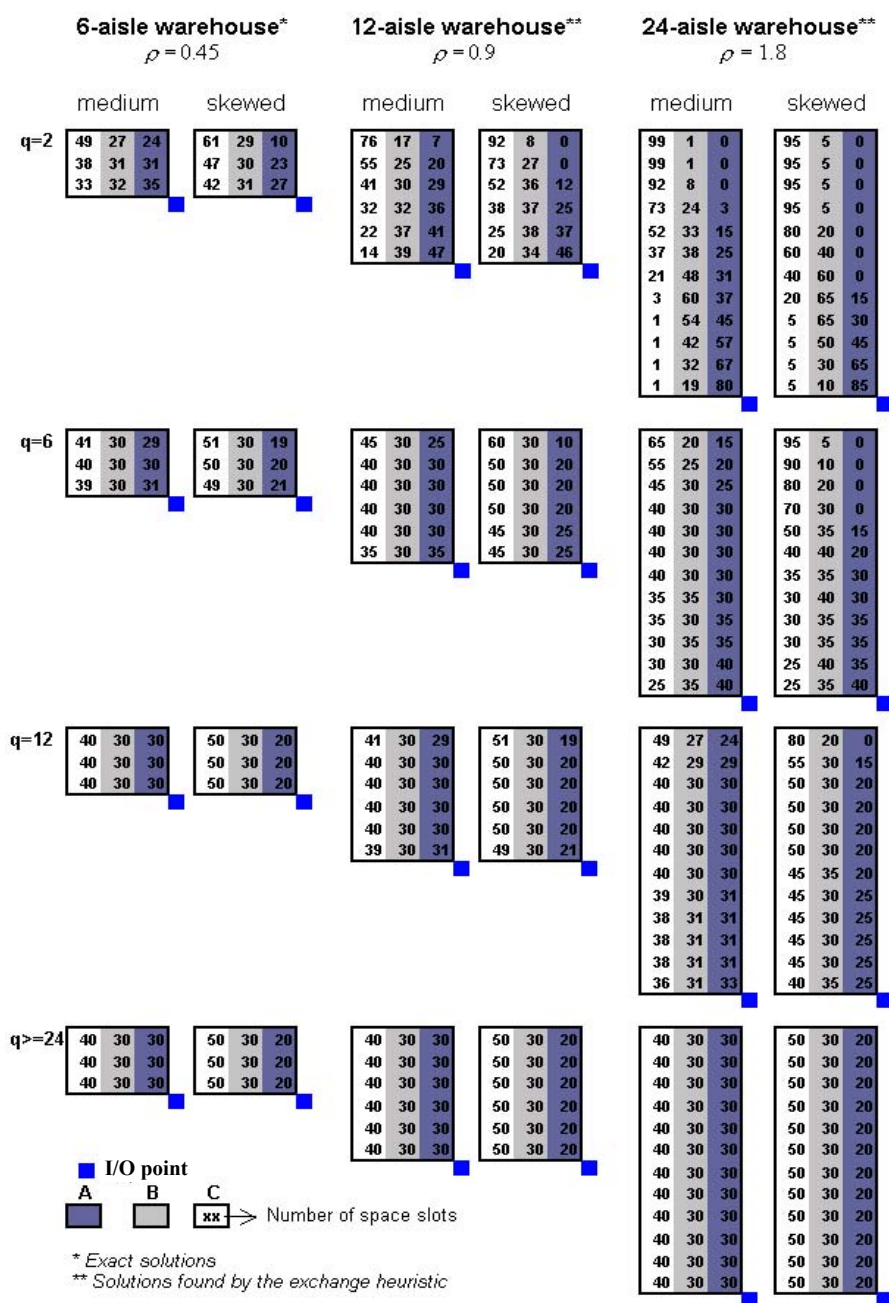 6-aisle warehouse* 12-aisle warehouse** 24-aisle warehouse**
ρ = 0.45 ρ = 0.9 ρ = 1.8
medium skewed medium skewed medium skewed
q=2 49 27 24 61 29 10 76 17 7 92 8 0 99 1 0 95 5 0
38 31 31 47 30 23 55 25 20 73 27 0 99 1 0 95 5 0
33 32 35 42 31 27 41 30 29 52 36 12 92 8 0 95 5 0
32 32 36 38 37 25 73 24 3 95 5 0
22 37 41 25 38 37 52 33 15 80 20 0
14 39 47 20 34 46 37 38 25 60 40 0
21 48 31 40 60 0
3 60 37 20 65 15
1 54 45 5 65 30
1 42 57 5 50 45
1 32 67 5 30 65
1 19 80 5 10 85
q=6 41 30 29 51 30 19 45 30 25 60 30 10 65 20 15 95 5 0
40 30 30 50 30 20 40 30 30 50 30 20 55 25 20 90 10 0
39 30 31 49 30 21 40 30 30 50 30 20 45 30 25 80 20 0
40 30 30 50 30 20 40 30 30 70 30 0
40 30 30 45 30 25 40 30 30 50 35 15
35 30 35 45 30 25 40 30 30 40 40 20
40 30 30 35 35 30
35 35 30 30 40 30
35 30 35 30 35 35
30 35 35 30 35 35
30 30 40 25 40 35
25 35 40 25 35 40
q=12 40 30 30 50 30 20 41 30 29 51 30 19 49 27 24 80 20 0
40 30 30 50 30 20 40 30 30 50 30 20 42 29 29 55 30 15
40 30 30 50 30 20 40 30 30 50 30 20 40 30 30 50 30 20
40 30 30 50 30 20 40 30 30 50 30 20
40 30 30 50 30 20 40 30 30 50 30 20
39 30 31 49 30 21 40 30 30 50 30 20
40 30 30 45 35 20
39 30 31 45 30 25
38 31 31 45 30 25
38 31 31 45 30 25
38 31 31 45 30 25
36 31 33 40 35 25
q>=24 40 30 30 50 30 20 40 30 30 50 30 20 40 30 30 50 30 20
40 30 30 50 30 20 40 30 30 50 30 20 40 30 30 50 30 20
40 30 30 50 30 20 40 30 30 50 30 20 40 30 30 50 30 20
40 30 30 50 30 20 40 30 30 50 30 20
40 30 30 50 30 20 40 30 30 50 30 20
40 30 30 50 30 20 40 30 30 50 30 20
40 30 30 50 30 20
40 30 30 50 30 20
40 30 30 50 30 20
40 30 30 50 30 20
40 30 30 50 30 20
40 30 30 50 30 20
I/O point
A B C
xx Number of space slots
* Exact solutions
** Solutions found by the exchange heuristic